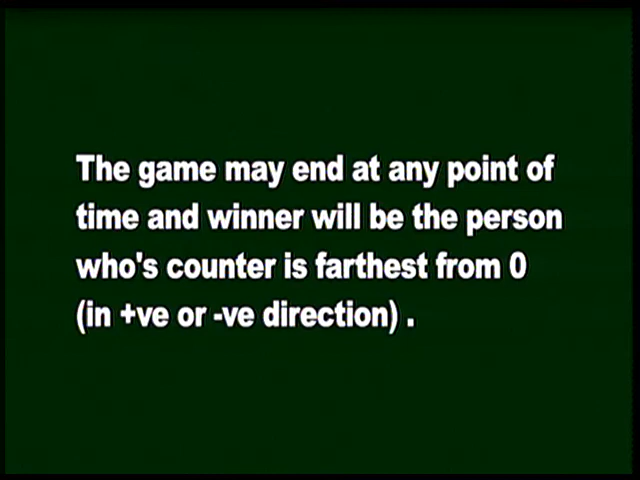 The game may end at any point of
time and winner will be the person
who's counter is farthest from 0
(in +ve or -ve direction) .